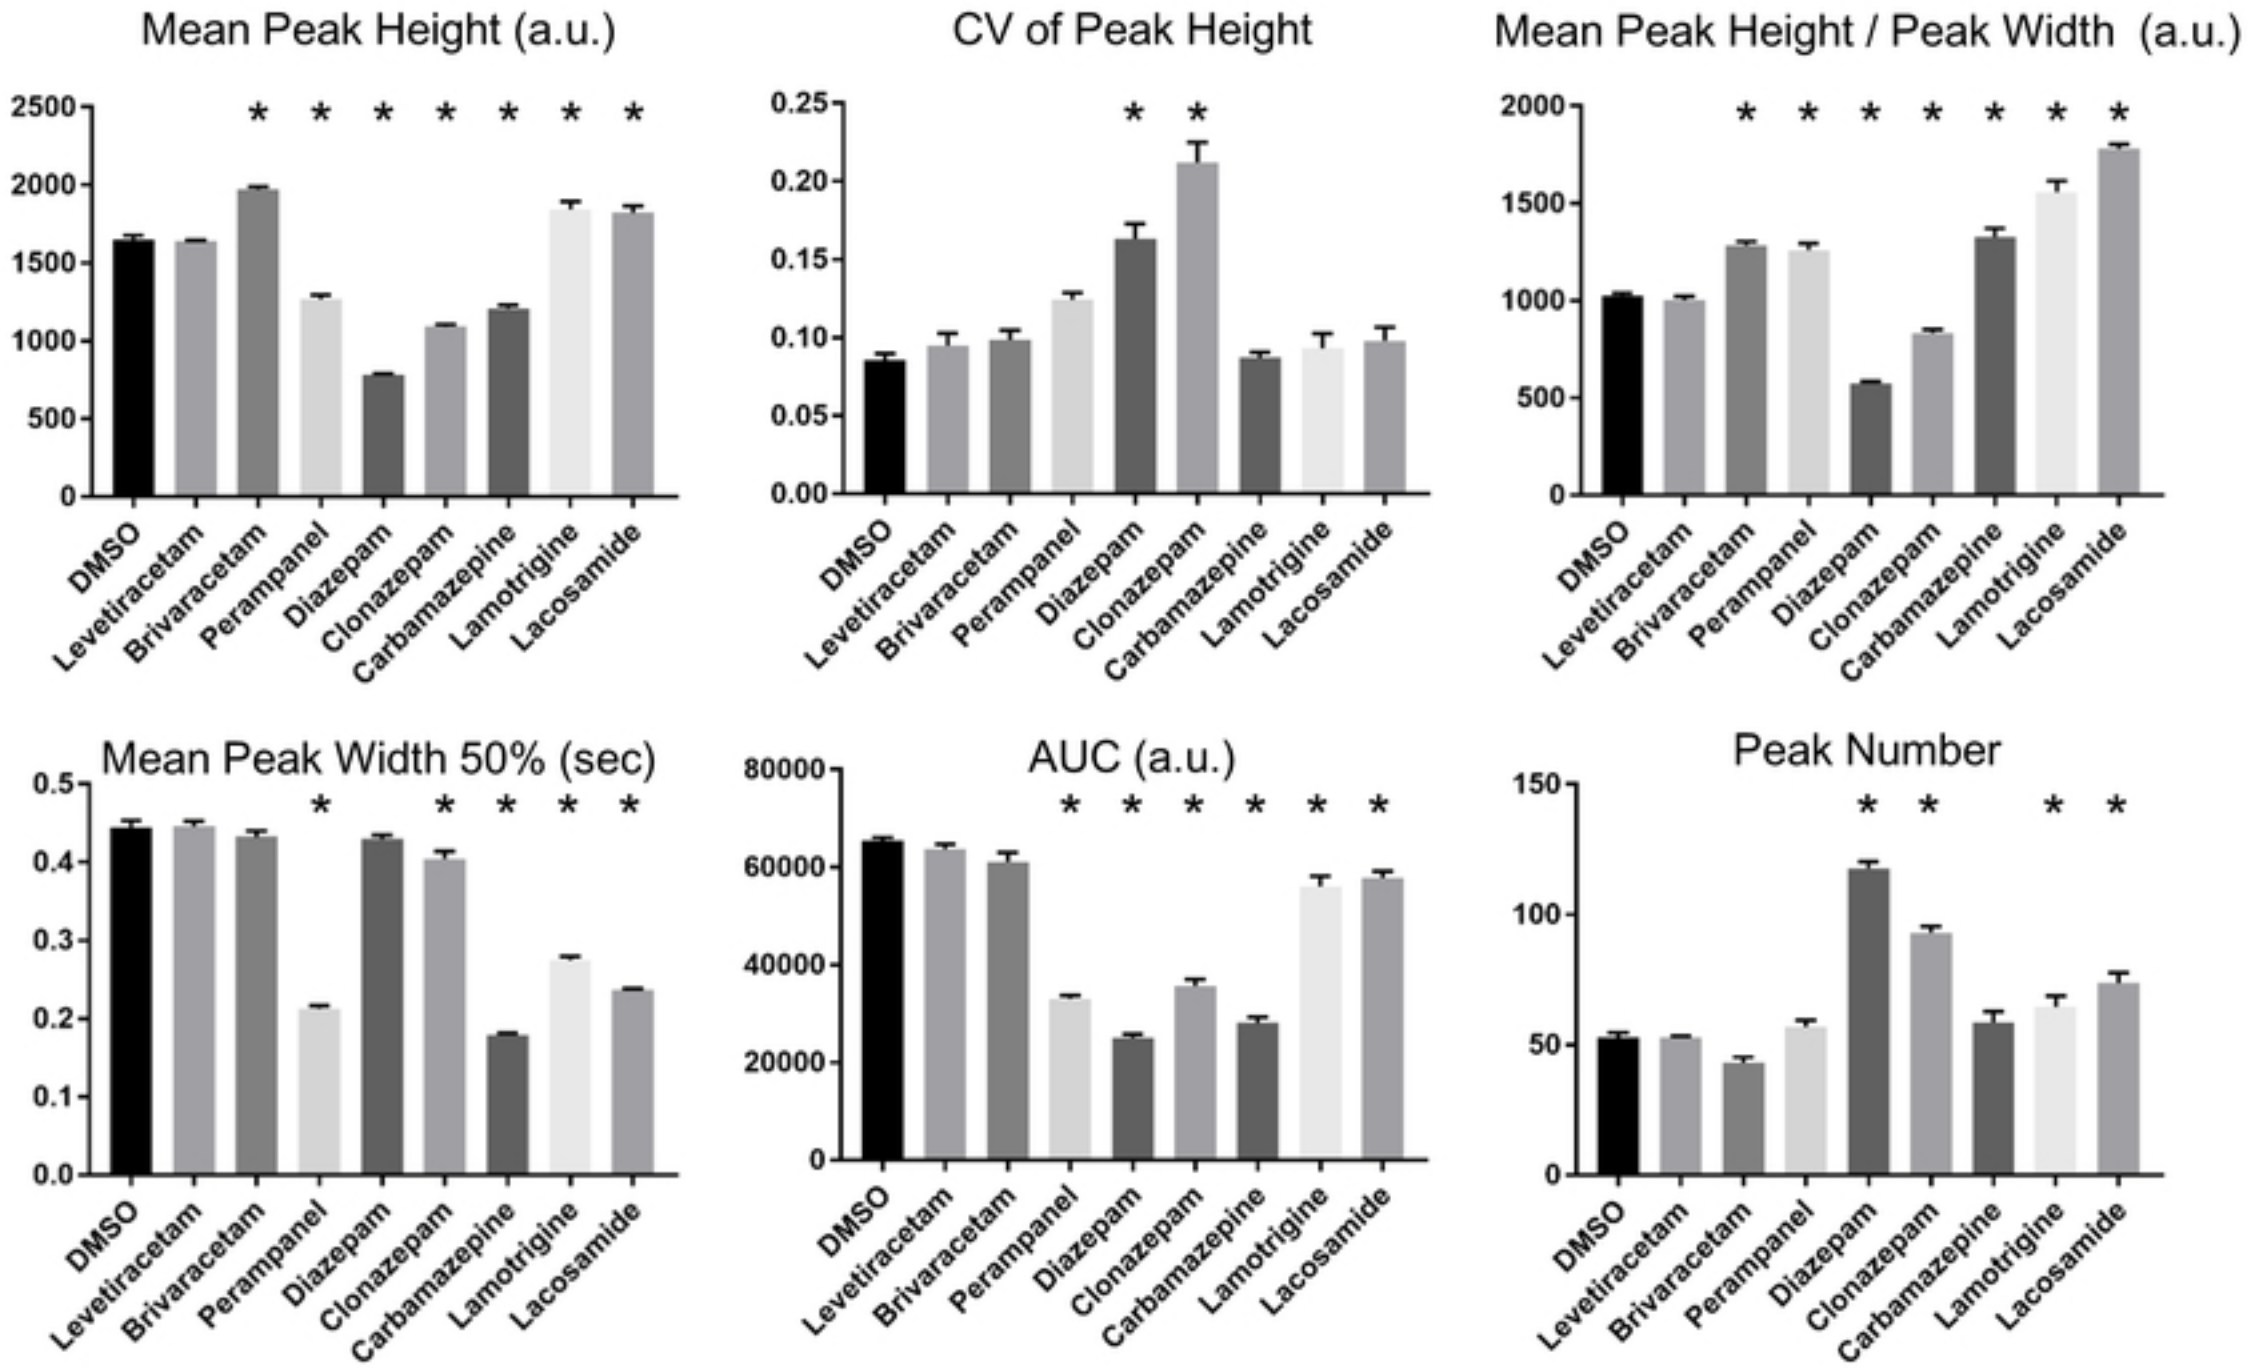 Mean Peak Height (a.u.)
2500
2000
1500
1000
500
0
* * * * * * *
DMSO
Levetiracetam
Brivaracetam
Perampanel
Diazepam
Clonazepam
Carbamazepine
Lamotrigine
Lacosamide
CV of Peak Height
0.25
0.20
0.15
0.10
0.05
0.00
* *
DMSO
Levetiracetam
Brivaracetam
Perampanel
Diazepam
Clonazepam
Carbamazepine
Lamotrigine
Lacosamide
Mean Peak Height / Peak Width (a.u.)
2000
1500
1000
500
0
* * * * * * *
DMSO
Levetiracetam
Brivaracetam
Perampanel
Diazepam
Clonazepam
Carbamazepine
Lamotrigine
Lacosamide
Mean Peak Width 50% (sec)
0.5
0.4
0.3
0.2
0.1
0.0
* * * * *
DMSO
Levetiracetam
Brivaracetam
Perampanel
Diazepam
Clonazepam
Carbamazepine
Lamotrigine
Lacosamide
AUC (a.u.)
80000
60000
40000
20000
0
* * * * * *
DMSO
Levetiracetam
Brivaracetam
Perampanel
Diazepam
Clonazepam
Carbamazepine
Lamotrigine
Lacosamide
Peak Number
150
100
50
0
* * * *
DMSO
Levetiracetam
Brivaracetam
Perampanel
Diazepam
Clonazepam
Carbamazepine
Lamotrigine
Lacosamide